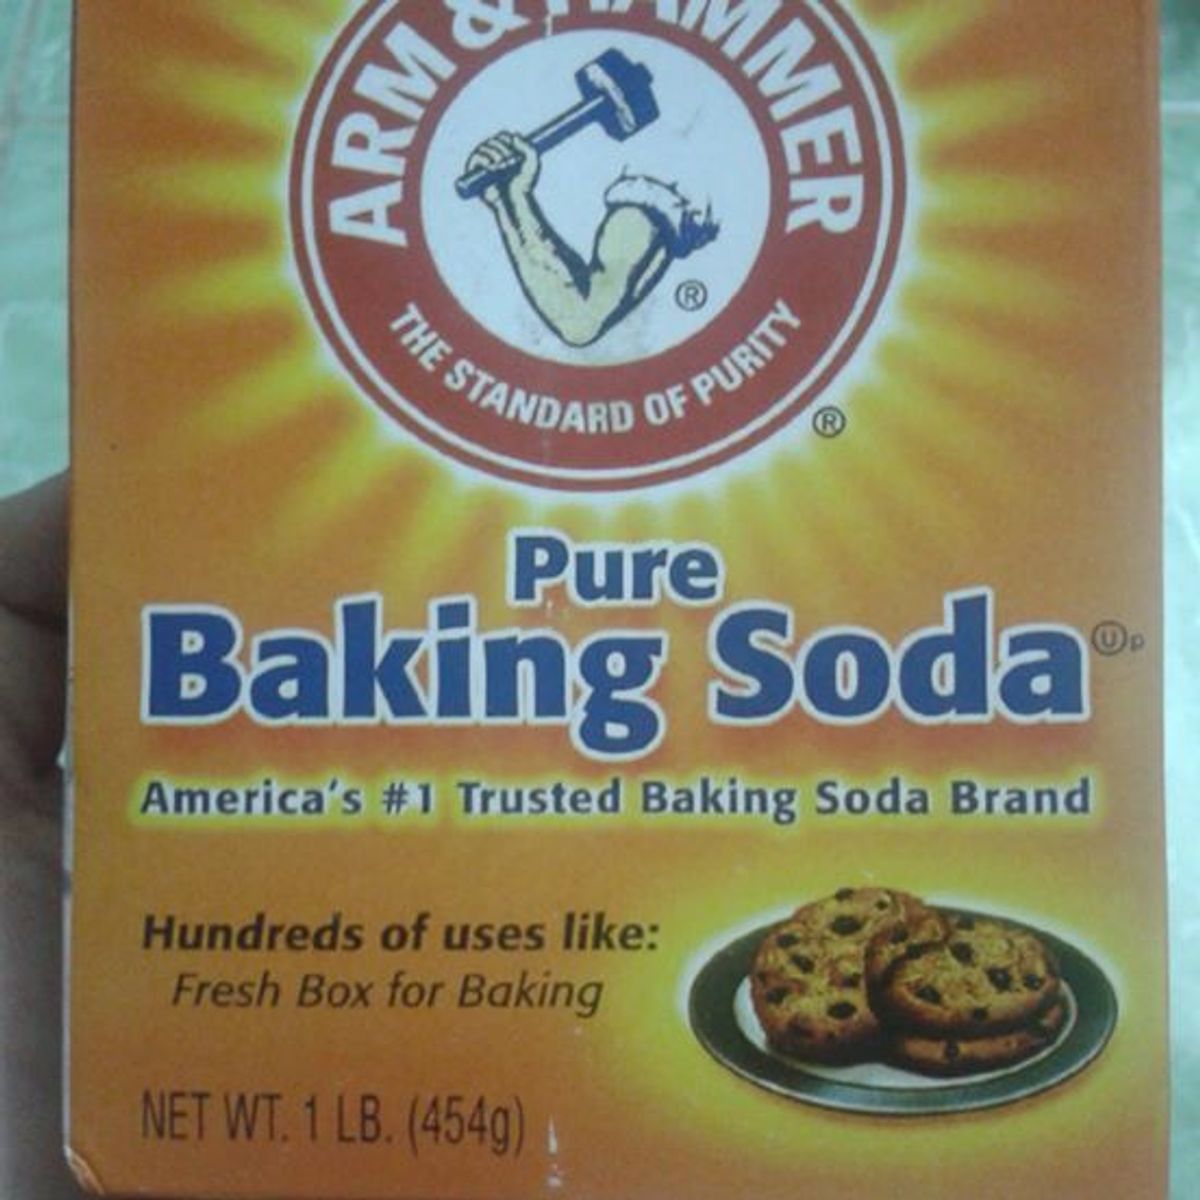 ARM & HAMMER
®
THE STANDARD OF PURITY
®
Pure
Baking Soda Ⓤ P
America's #1 Trusted Baking Soda Brand
Hundreds of uses like:
Fresh Box for Baking
NET WT. 1 LB. (454g)